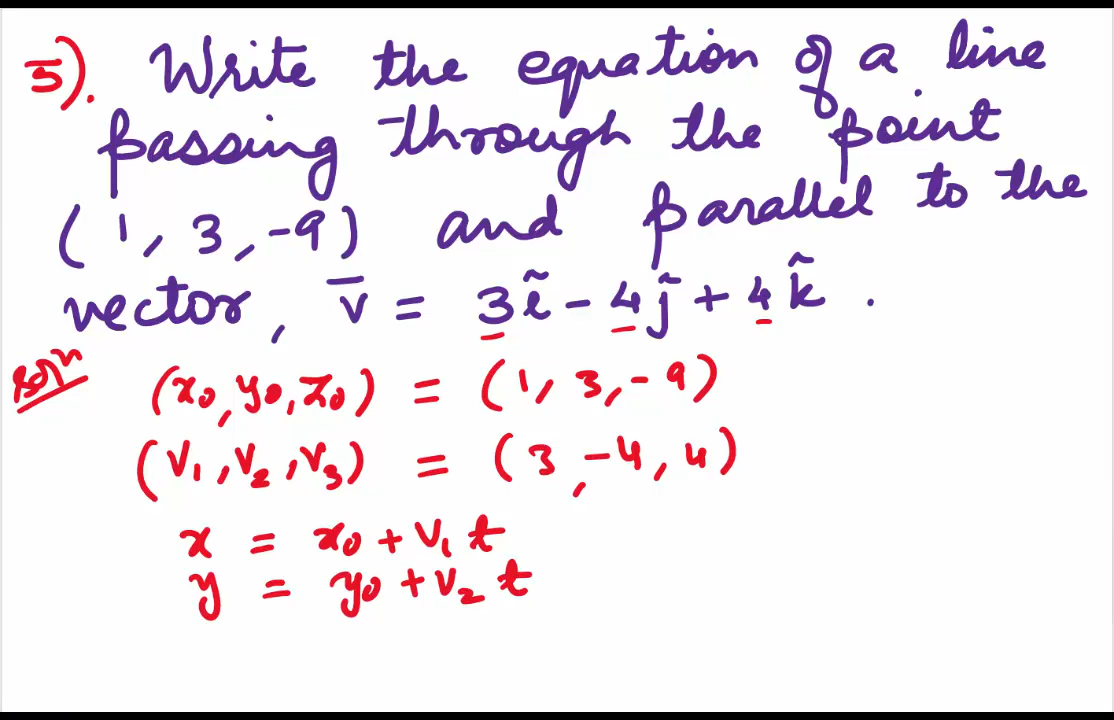 5). Write the equation of a line
passing through the point
(1, 3, -9) and parallel to the
vector, v̅ = 3î - 4ĵ + 4k̂ .
Solⁿ
(x₀, y₀, z₀) = (1, 3, -9)
(v₁, v₂, v₃) = (3, -4, 4)
x = x₀ + v₁ t
y = y₀ + v₂ t